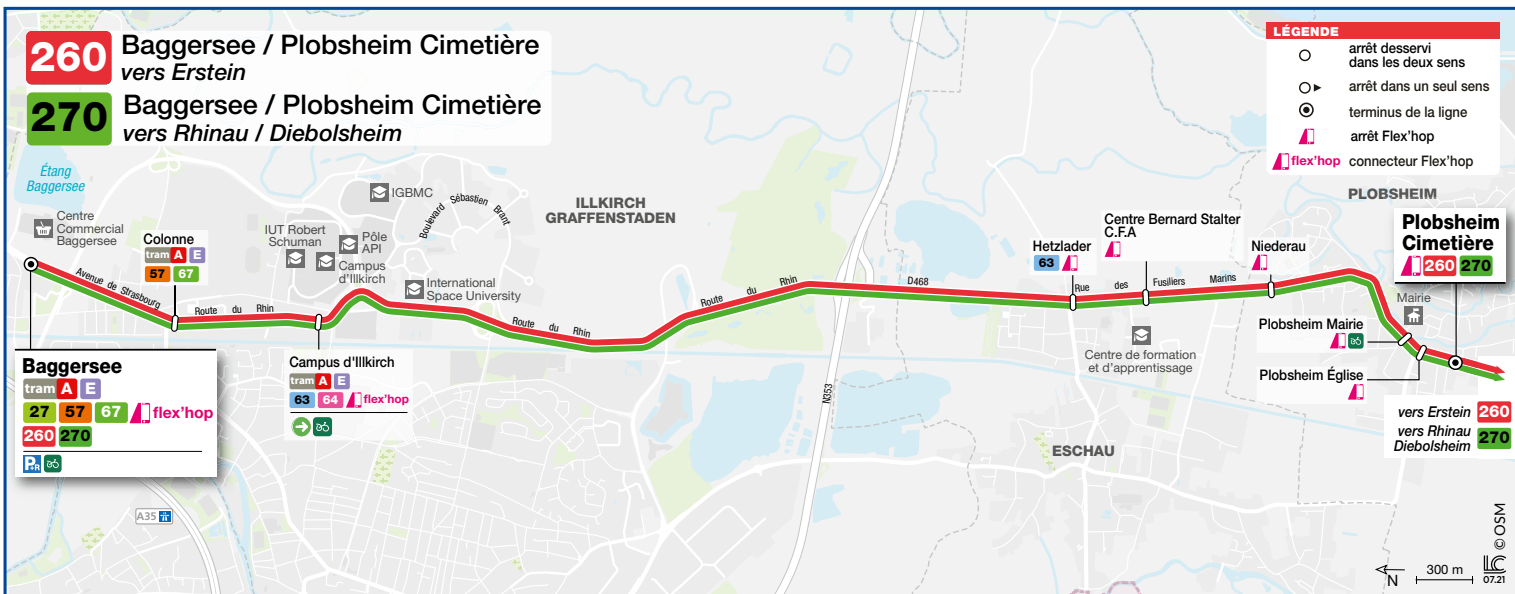 260 Baggersee / Plobsheim Cimetière
vers Erstein
270 Baggersee / Plobsheim Cimetière
vers Rhinau / Diebolsheim
LÉGENDE
arrêt desservi
dans les deux sens
arrêt dans un seul sens
terminus de la ligne
arrêt Flex'hop
flex'hop connecteur Flex'hop
Étang
Baggersee
Centre
Commercial
Baggersee
Colonne
tram A E
57 67
IUT Robert
Schuman
IGBMC
Pôle
API
Campus
d'Illkirch
Boulevard Sébastien Brant
International
Space University
ILLKIRCH
GRAFFENSTADEN
Avenue de Strasbourg
Route du Rhin
Route du Rhin
Route du Rhin
D468
N353
Hetzlader
63
Centre Bernard Stalter
C.F.A
Niederau
Rue des Fusiliers Marins
PLOBSHEIM
Plobsheim
Cimetière
260 270
Mairie
Plobsheim Mairie
Plobsheim Église
Centre de formation
et d'apprentissage
Baggersee
tram A E
27 57 67 flex'hop
260 270
P+R
Campus d'Illkirch
tram A E
63 64 flex'hop
A35
ESCHAU
vers Erstein 260
vers Rhinau
Diebolsheim 270
N
300 m
LC
07.21
© OSM